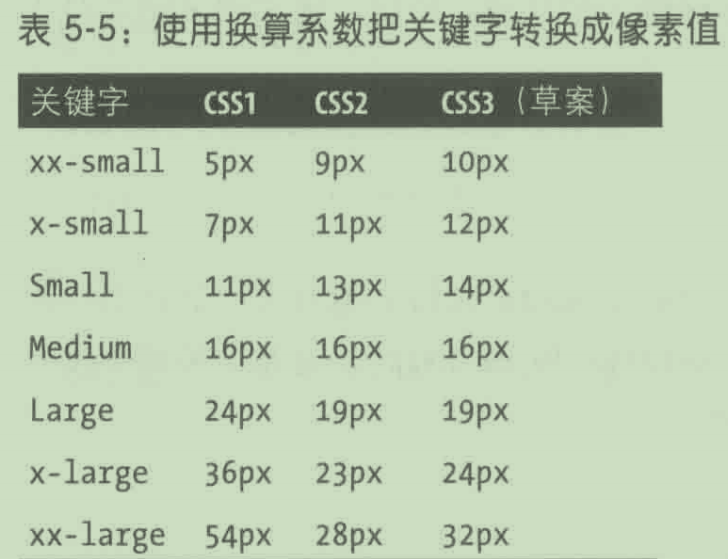 表 5-5：使用换算系数把关键字转换成像素值
关键字 CSS1 CSS2 CSS3（草案）
xx-small 5px 9px 10px
x-small 7px 11px 12px
Small 11px 13px 14px
Medium 16px 16px 16px
Large 24px 19px 19px
x-large 36px 23px 24px
xx-large 54px 28px 32px